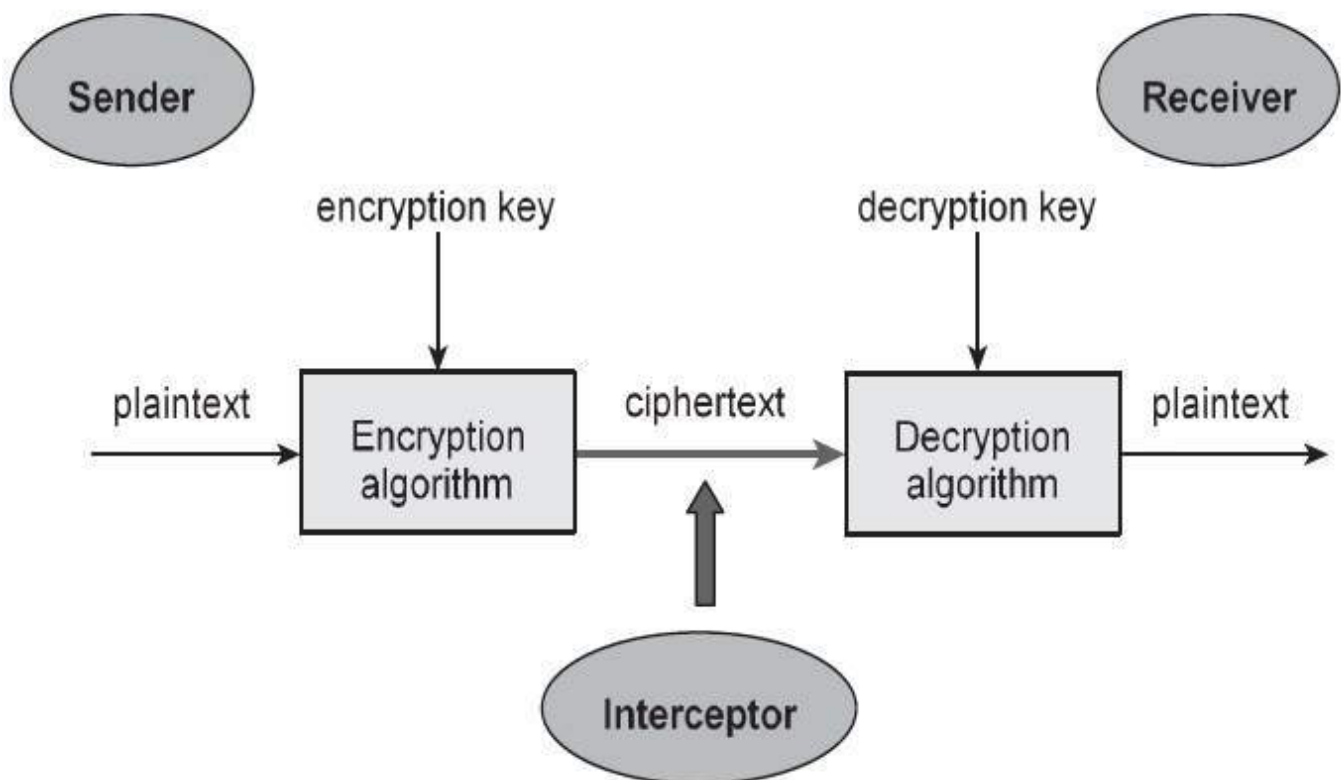 Sender
Receiver
encryption key
decryption key
plaintext
Encryption
algorithm
ciphertext
Decryption
algorithm
plaintext
Interceptor